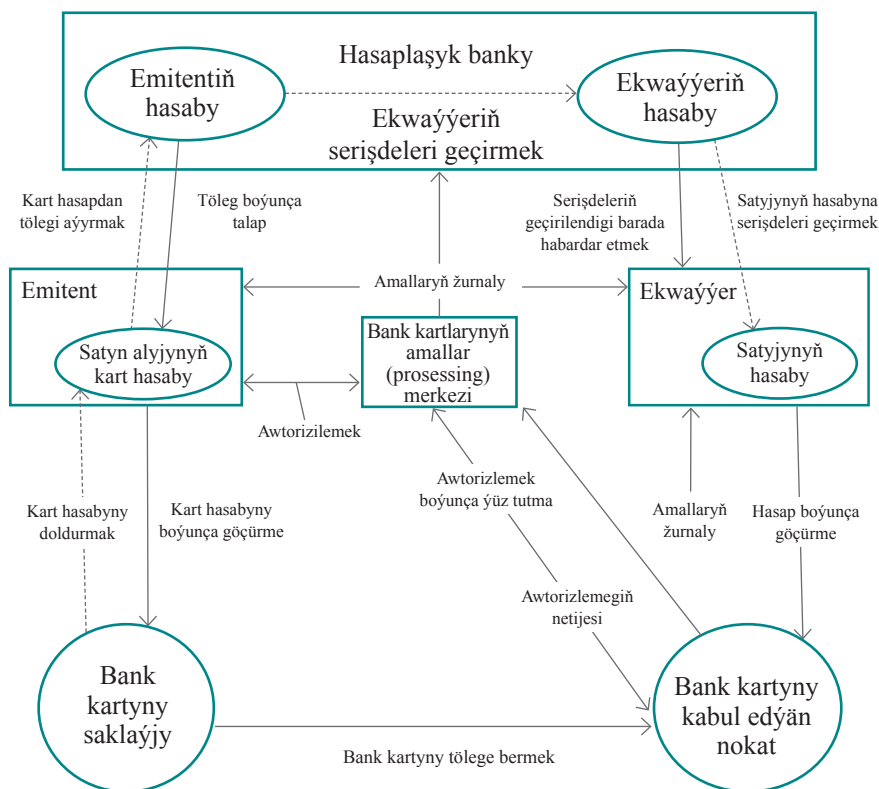 Hasaplaşyk banky
Emitentiň
hasaby
Ekwaýýeriň
hasaby
Ekwaýýeriň
serişdeleri geçirmek
Kart hasapdan
tölegi aýyrmak
Töleg boýunça
talap
Serişdeleriň
geçirilendigi barada
habardar etmek
Satyjynyň hasabyna
serişdeleri geçirmek
Emitent
Amallaryň žurnaly
Ekwaýýer
Satyn alyjynyň
kart hasaby
Bank kartlarynyň
amallar
(prosessing)
merkezi
Satyjynyň
hasaby
Awtorizilemek
Kart hasabyny
doldurmak
Kart hasabyny
boýunça göçürme
Awtorizlemek
boýunça ýüz tutma
Amallaryň
žurnaly
Hasap boýunça
göçürme
Awtorizlemegiň
netijesi
Bank
kartyny
saklaýjy
Bank kartyny
kabul edýän
nokat
Bank kartyny tölege bermek